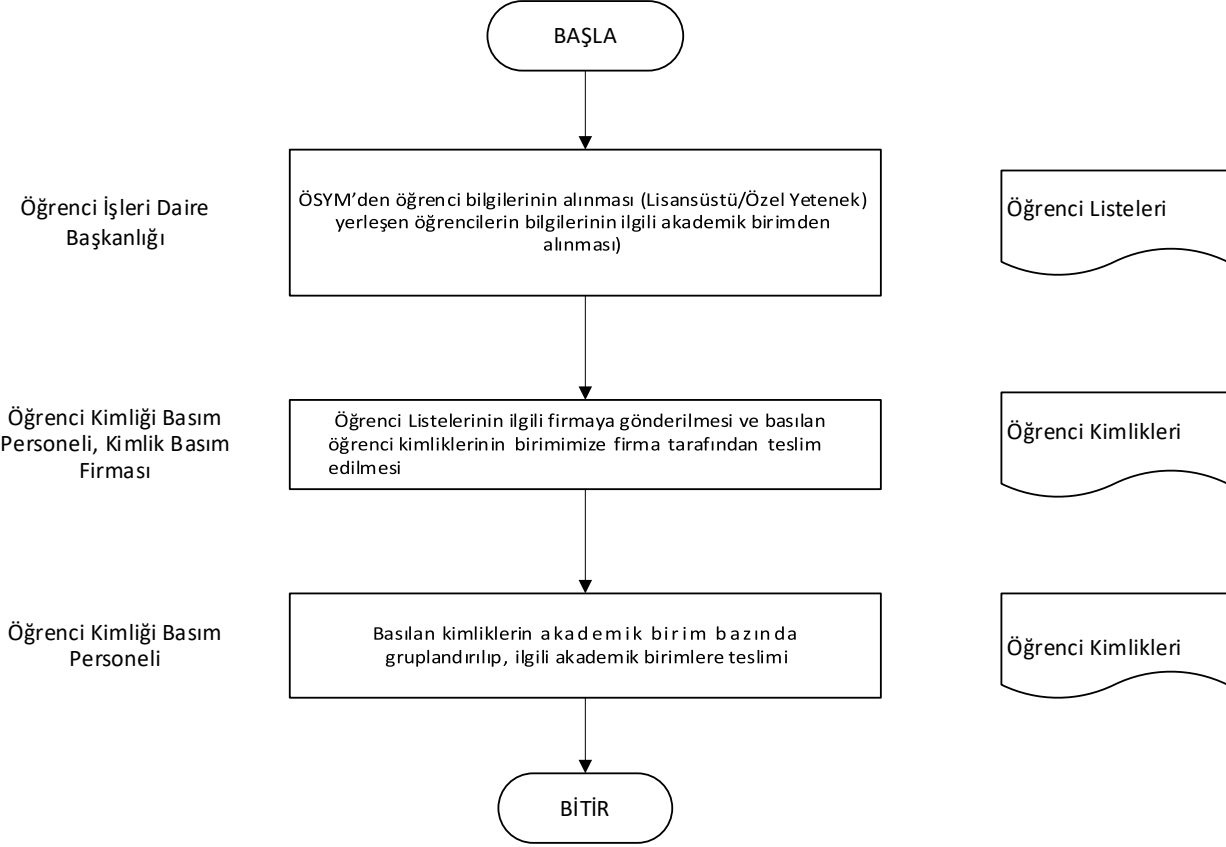 BAŞLA
Öğrenci İşleri Daire
Başkanlığı
ÖSYM’den öğrenci bilgilerinin alınması (Lisansüstü/Özel Yetenek)
yerleşen öğrencilerin bilgilerinin ilgili akademik birimden
alınması)
Öğrenci Listeleri
Öğrenci Kimliği Basım
Personeli, Kimlik Basım
Firması
Öğrenci Listelerinin ilgili firmaya gönderilmesi ve basılan
öğrenci kimliklerinin birimimize firma tarafından teslim
edilmesi
Öğrenci Kimlikleri
Öğrenci Kimliği Basım
Personeli
Basılan kimliklerin akademik birim bazında
gruplandırılıp, ilgili akademik birimlere teslimi
Öğrenci Kimlikleri
BİTİR